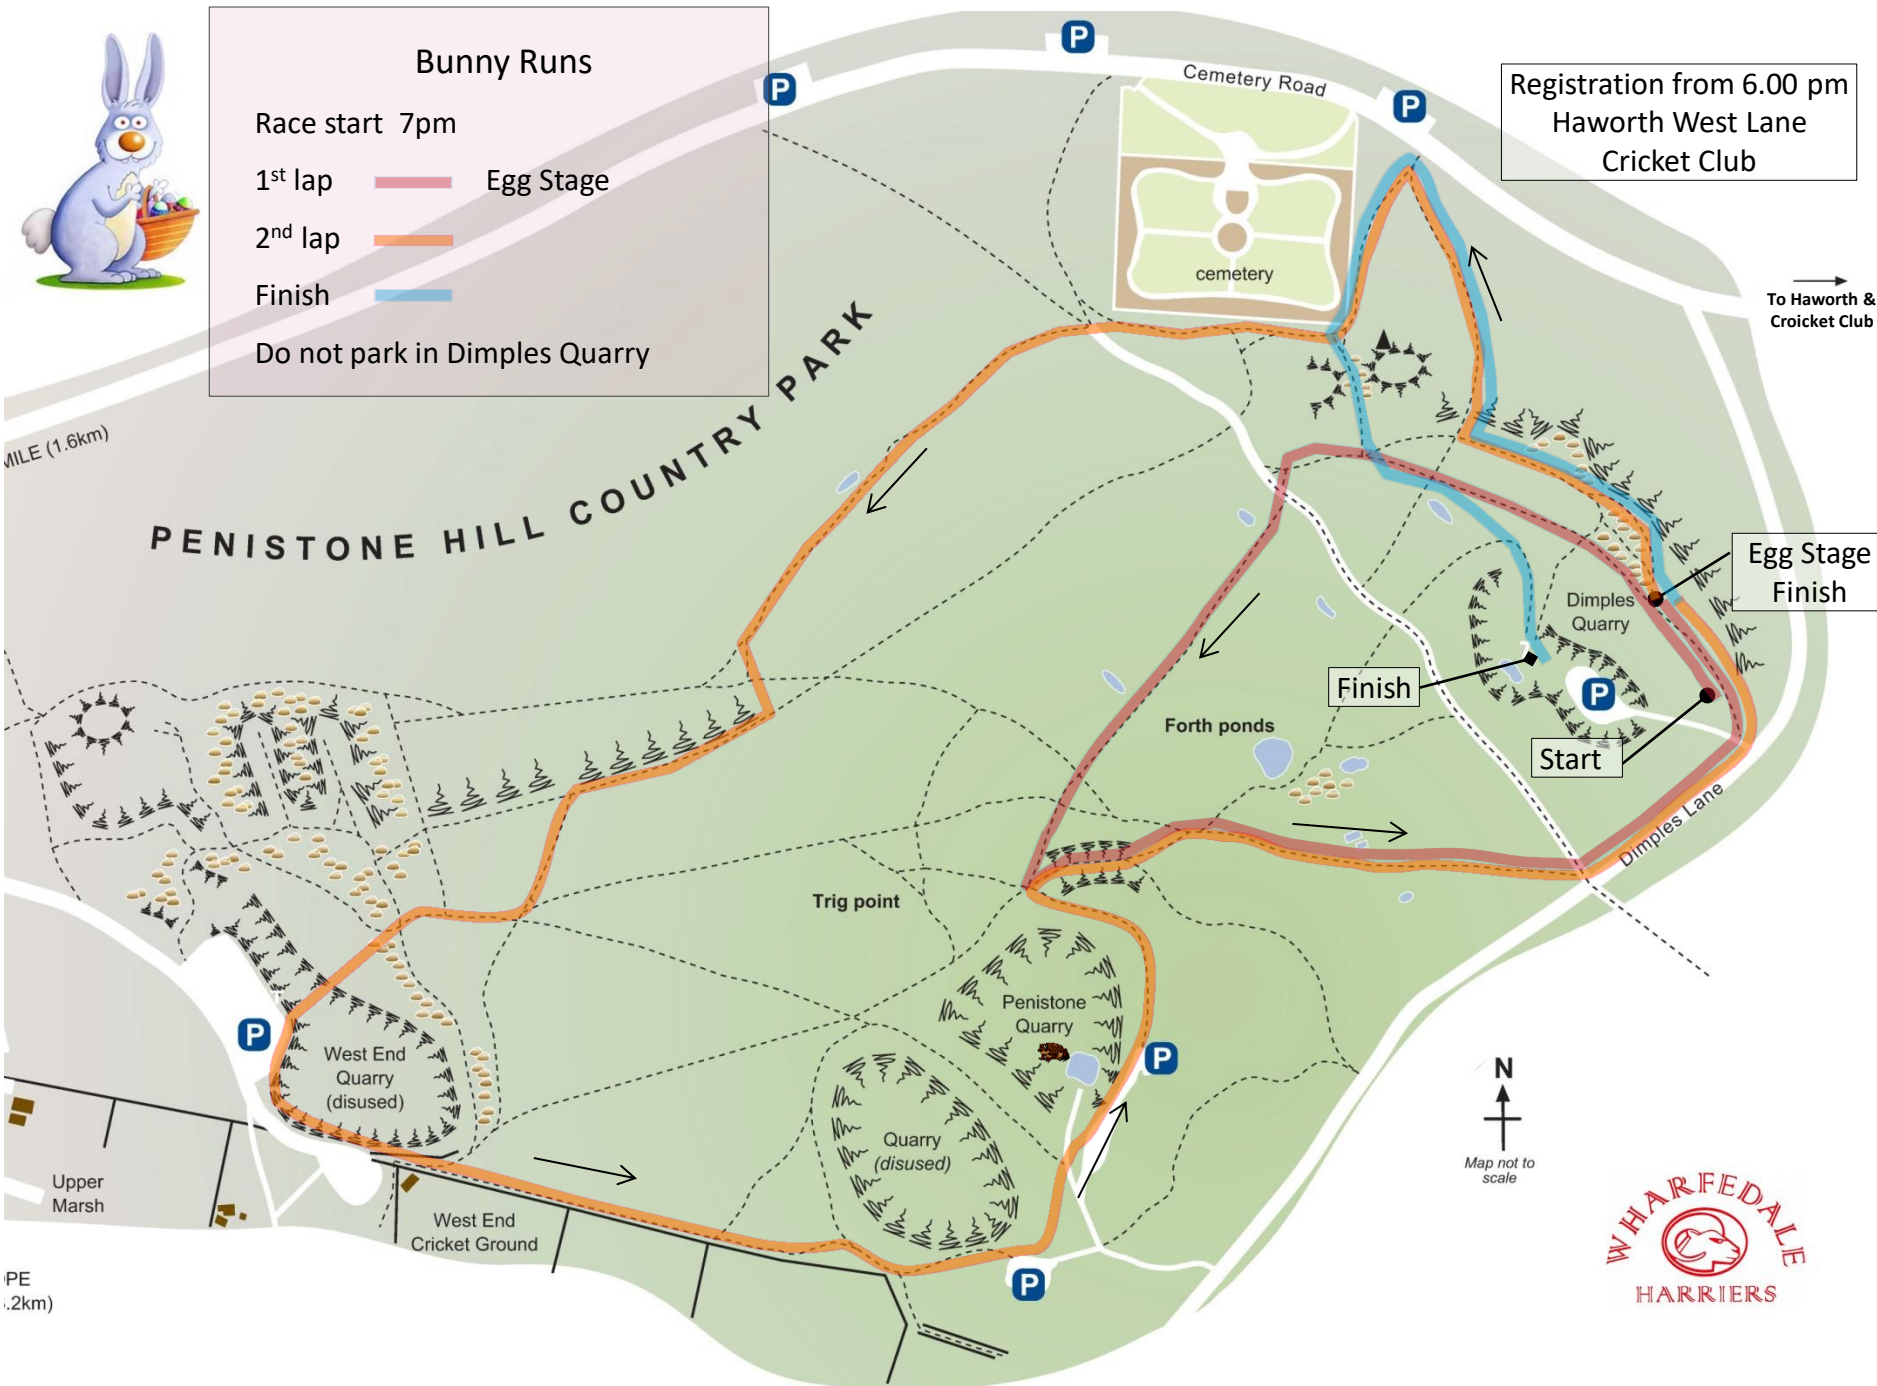 Bunny Runs
Race start 7pm
1st lap Egg Stage
2nd lap
Finish
Do not park in Dimples Quarry
P
P
P
Cemetery Road
Registration from 6.00 pm
Haworth West Lane
Cricket Club
cemetery
To Haworth &
Croicket Club
MILE (1.6km)
PENISTONE HILL COUNTRY PARK
Egg Stage
Finish
Dimples
Quarry
Finish
P
Start
Forth ponds
Dimples Lane
Trig point
Penistone
Quarry
P
West End
Quarry
(disused)
P
Quarry
(disused)
N
Map not to
scale
Upper
Marsh
West End
Cricket Ground
P
PE
.2km)
WHARFEDALE
HARRIERS